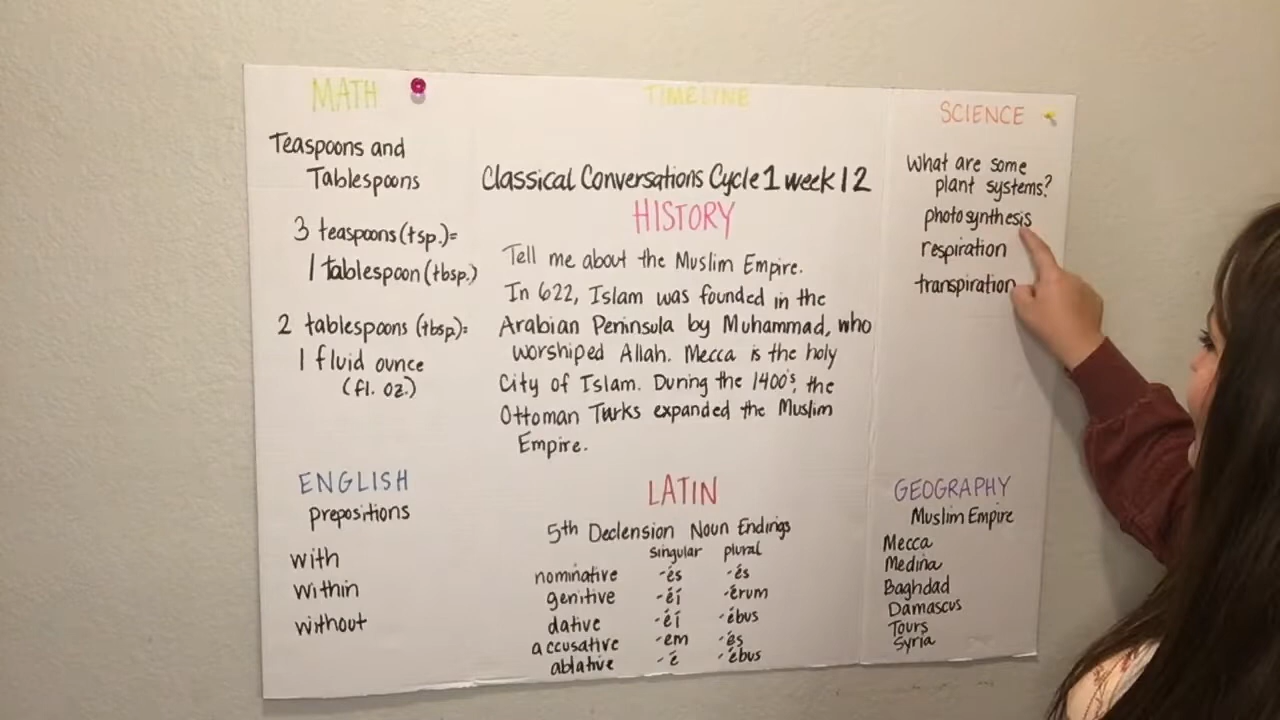 MATH
Teaspoons and
Tablespoons
3 teaspoons (tsp.)=
1 tablespoon (tbsp.)
2 tablespoons (tbsp.)=
1 fluid ounce
(fl. oz.)
ENGLISH
prepositions
with
within
without
TIMELINE
Classical Conversations Cycle 1 week 12
HISTORY
Tell me about the Muslim Empire.
In 622, Islam was founded in the
Arabian Peninsula by Muhammad, who
worshiped Allah. Mecca is the holy
City of Islam. During the 1400's, the
Ottoman Turks expanded the Muslim
Empire.
LATIN
5th Declension Noun Endings
singular plural
nominative -ēs -ēs
genitive -ēī -ērum
dative -ēī -ēbus
accusative -em -ēs
ablative -ē -ēbus
SCIENCE
What are some
plant systems?
photosynthesis
respiration
transpiration
GEOGRAPHY
Muslim Empire
Mecca
Medina
Baghdad
Damascus
Tours
Syria